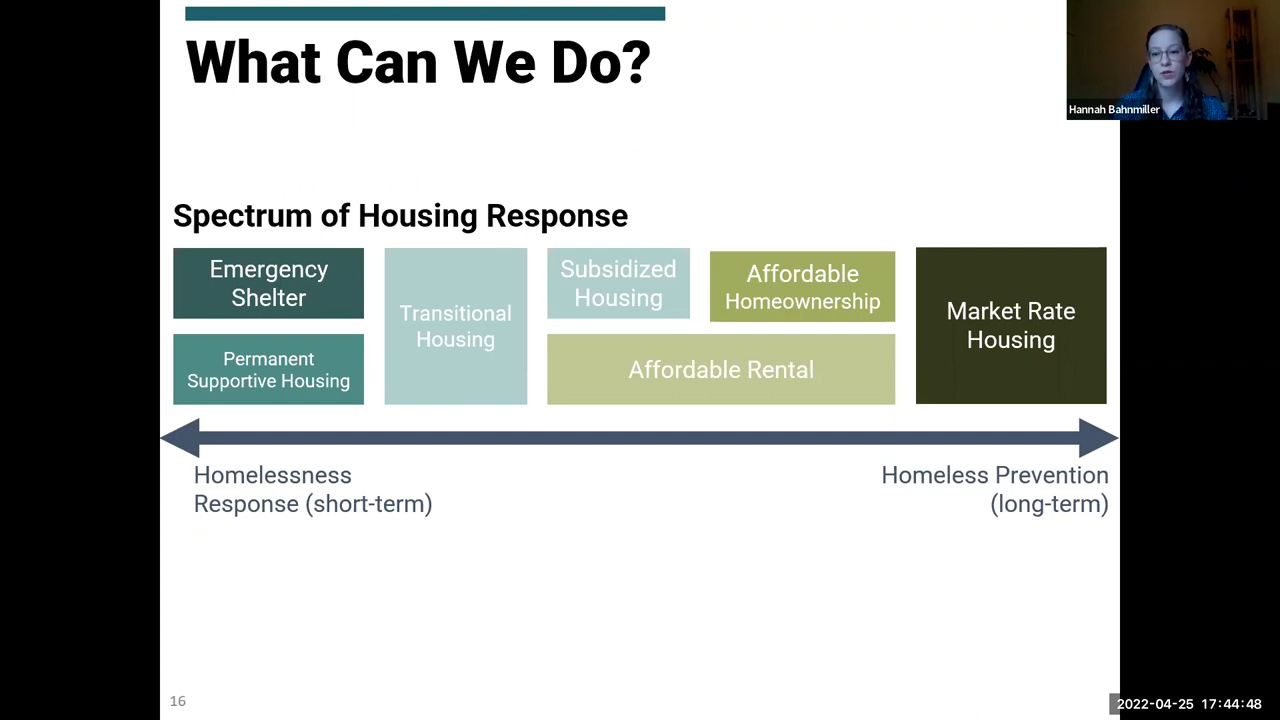 What Can We Do?
Hannah Bahnmiller
Spectrum of Housing Response
Emergency
Shelter
Permanent
Supportive Housing
Transitional
Housing
Subsidized
Housing
Affordable
Homeownership
Affordable Rental
Market Rate
Housing
Homelessness
Response (short-term)
Homeless Prevention
(long-term)
16
2022-04-25 17:44:48